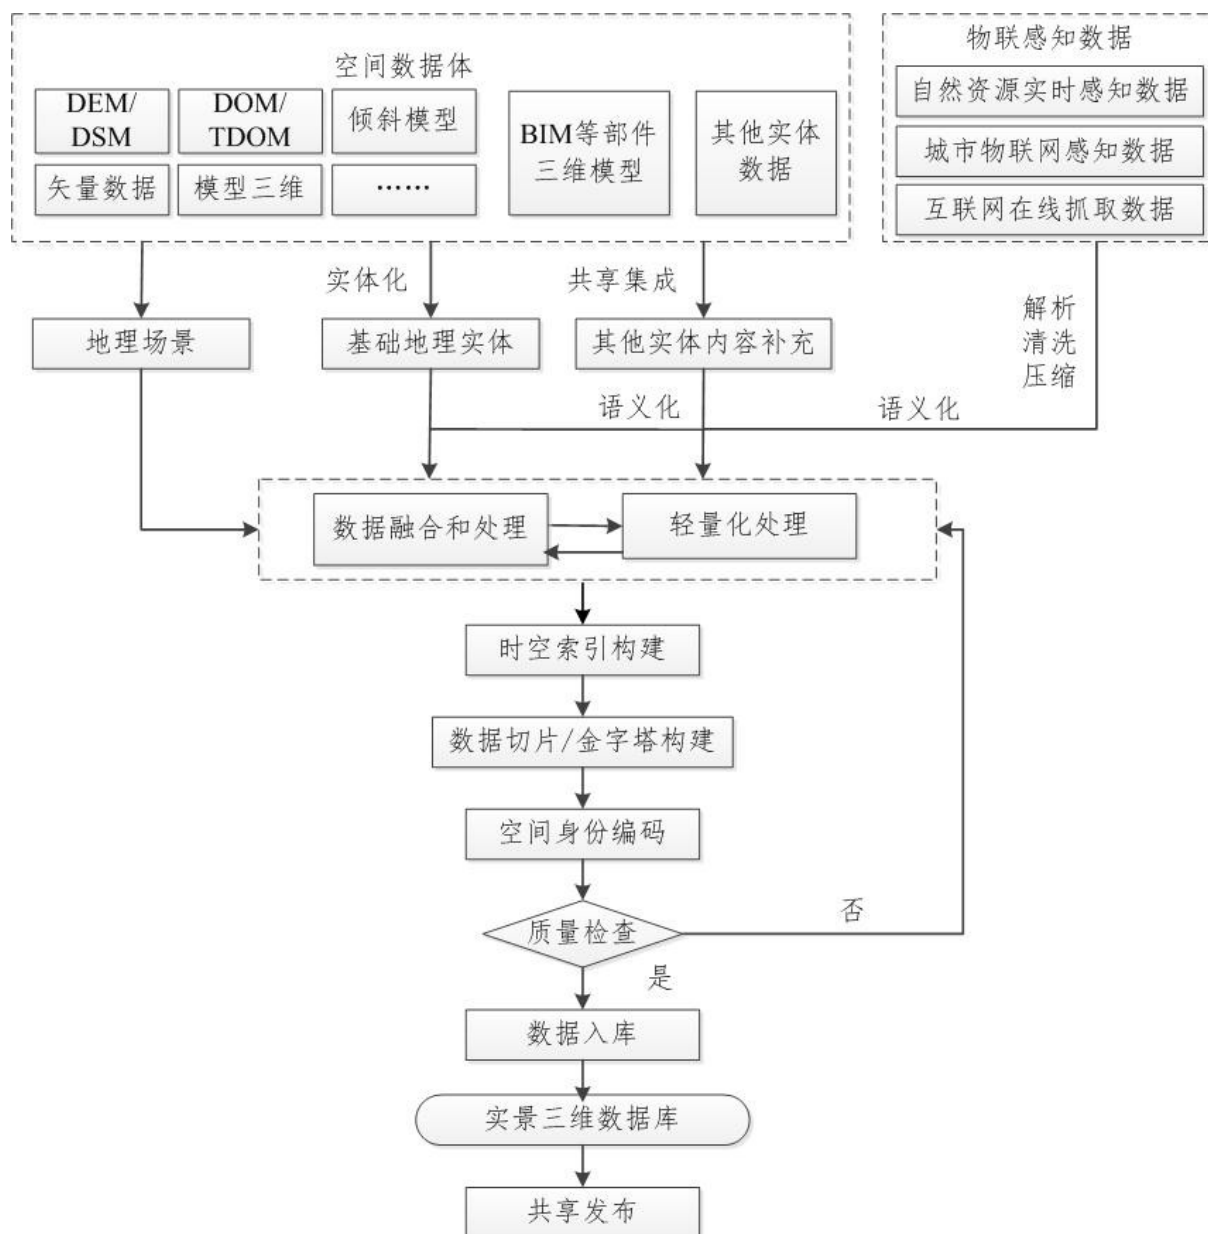 空间数据体
DEM/
DSM
DOM/
TDOM
倾斜模型
矢量数据
模型三维
……
BIM等部件
三维模型
其他实体
数据
物联感知数据
自然资源实时感知数据
城市物联网感知数据
互联网在线抓取数据
实体化
共享集成
解析
清洗
压缩
地理场景
基础地理实体
其他实体内容补充
语义化
语义化
数据融合和处理
轻量化处理
时空索引构建
数据切片/金字塔构建
空间身份编码
质量检查
否
是
数据入库
实景三维数据库
共享发布